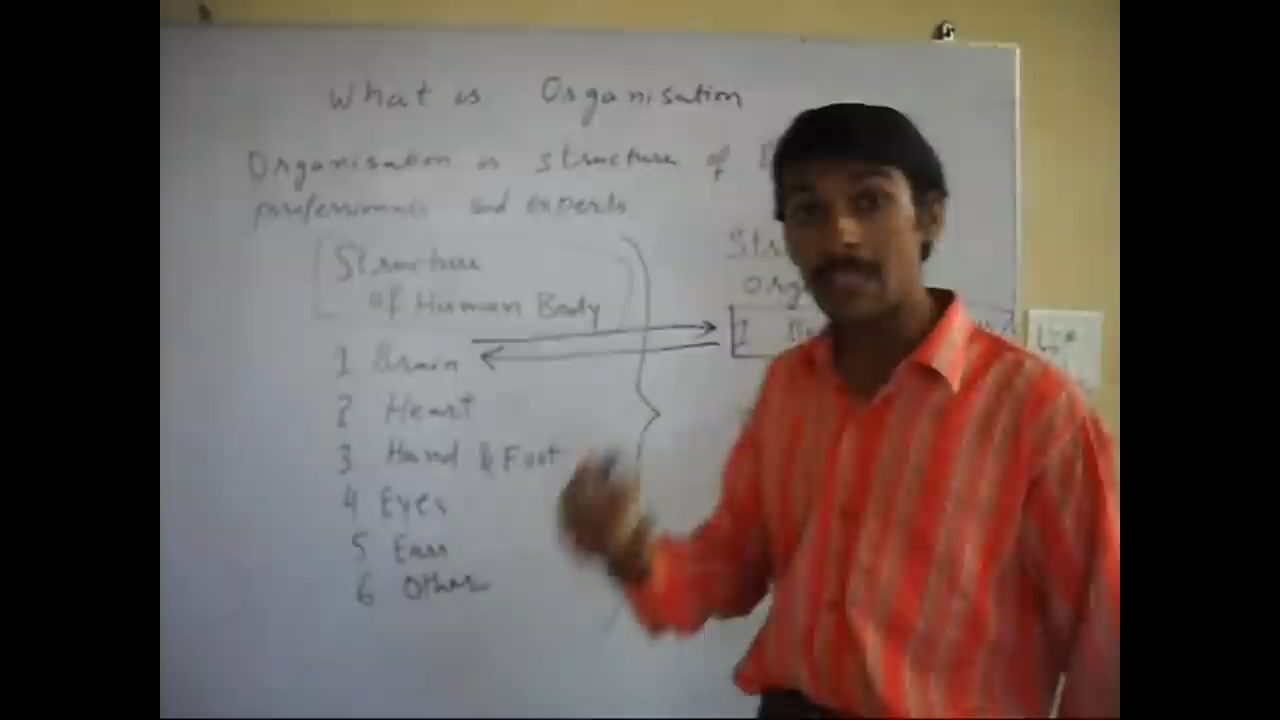 What is Organisation
Organisation is structure of
professionals and experts
Structure
of Human Body
1 Brain
2 Heart
3 Hand & Foot
4 Eyes
5 Ears
6 Other